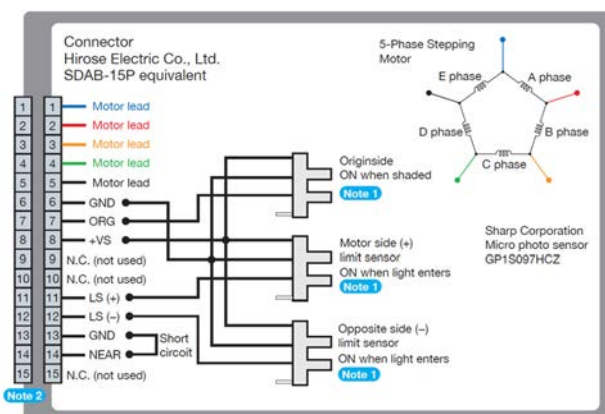 Connector
Hirose Electric Co., Ltd.
SDAB-15P equivalent
1 1 Motor lead
2 2 Motor lead
3 3 Motor lead
4 4 Motor lead
5 5 Motor lead
6 6 GND
7 7 ORG
8 8 +VS
9 9 N.C. (not used)
10 10 N.C. (not used)
11 11 LS (+)
12 12 LS (−)
13 13 GND
14 14 NEAR
15 15 N.C. (not used)
Short
circoit
Note 2
Originside
ON when shaded
Note 1
Motor side (+)
limit sensor
ON when light enters
Note 1
Opposite side (−)
limit sensor
ON when light enters
Note 1
5-Phase Stepping
Motor
E phase
A phase
D phase
B phase
C phase
Sharp Corporation
Micro photo sensor
GP1S097HCZ